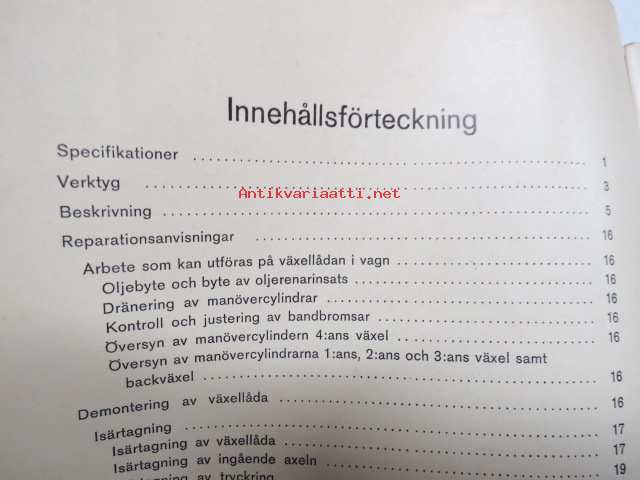 Innehållsförteckning
Specifikationer ........ 1
Verktyg ........ 3
Antikvariaatti.net
Beskrivning ........ 5
Reparationsanvisningar ........ 16
Arbete som kan utföras på växellådan i vagn ........ 16
Oljebyte och byte av oljerenarinsats ........ 16
Dränering av manövercylindrar ........ 16
Kontroll och justering av bandbromsar ........ 16
Översyn av manövercylindern 4:ans växel ........ 16
Översyn av manövercylindrarna 1:ans, 2:ans och 3:ans växel samt
backväxel ........ 16
Demontering av växellåda ........ 16
Isärtagning ........ 17
Isärtagning av växellåda ........ 17
Isärtagning av ingående axeln ........ 19
av tryckring